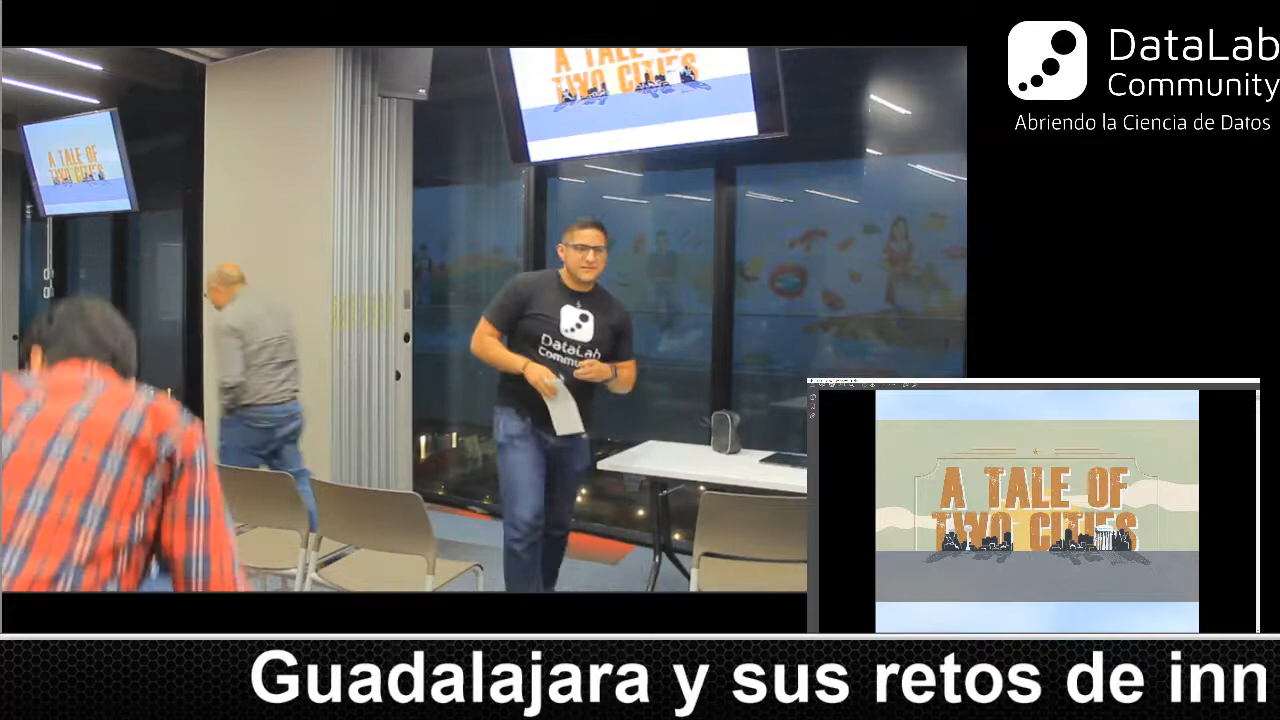 DataLab
Community
Abriendo la Ciencia de Datos
A TALE OF
TWO CITIES
A TALE OF
TWO CITIES
DataLab
Community
A TALE OF
TWO CITIES
Guadalajara y sus retos de inn